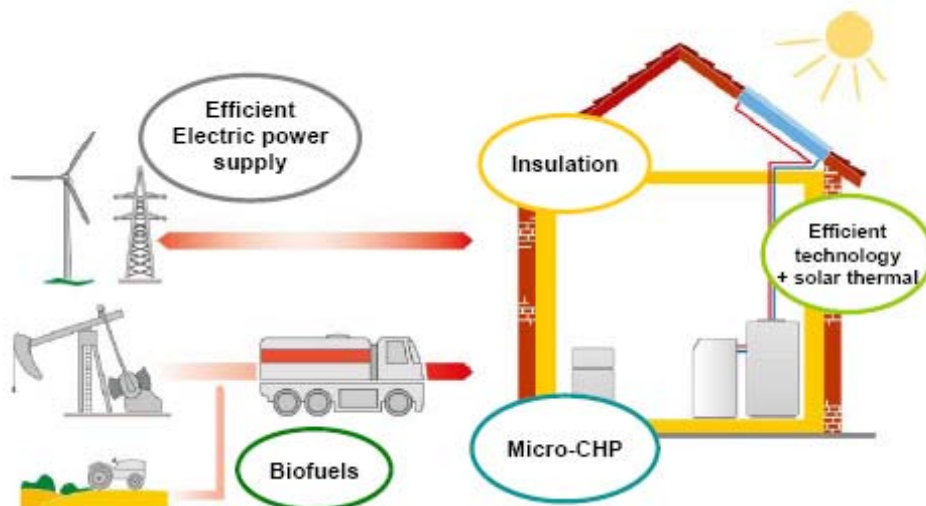 Efficient
Electric power
supply
Insulation
Efficient
technology
+ solar thermal
Biofuels
Micro-CHP